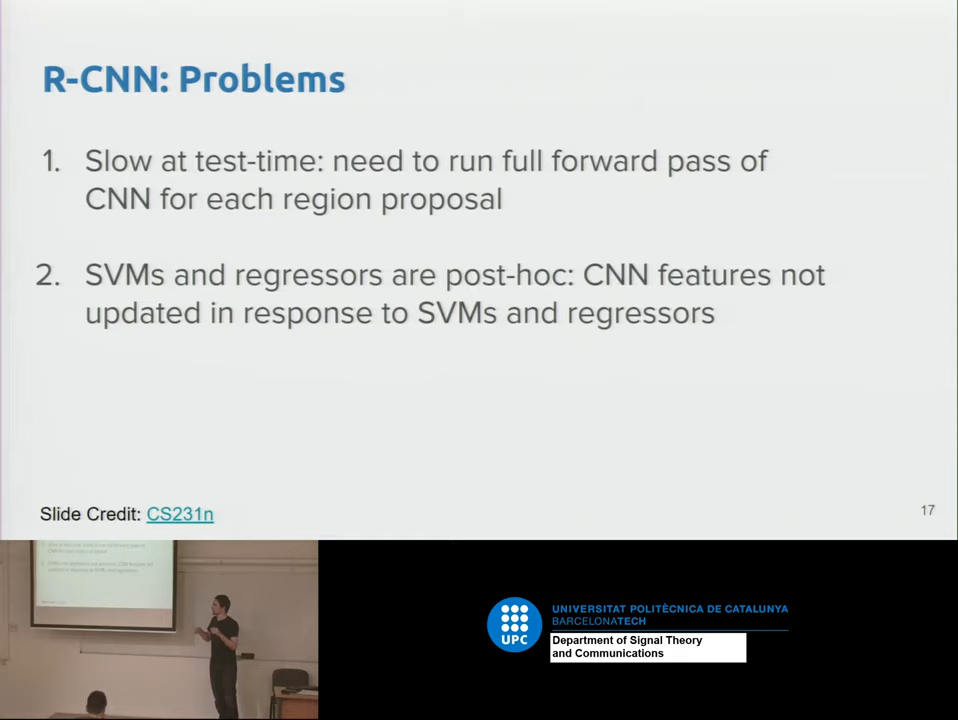 R-CNN: Problems
1. Slow at test-time: need to run full forward pass of
CNN for each region proposal
2. SVMs and regressors are post-hoc: CNN features not
updated in response to SVMs and regressors
Slide Credit: CS231n
17
UPC
UNIVERSITAT POLITÈCNICA DE CATALUNYA
BARCELONATECH
Department of Signal Theory
and Communications